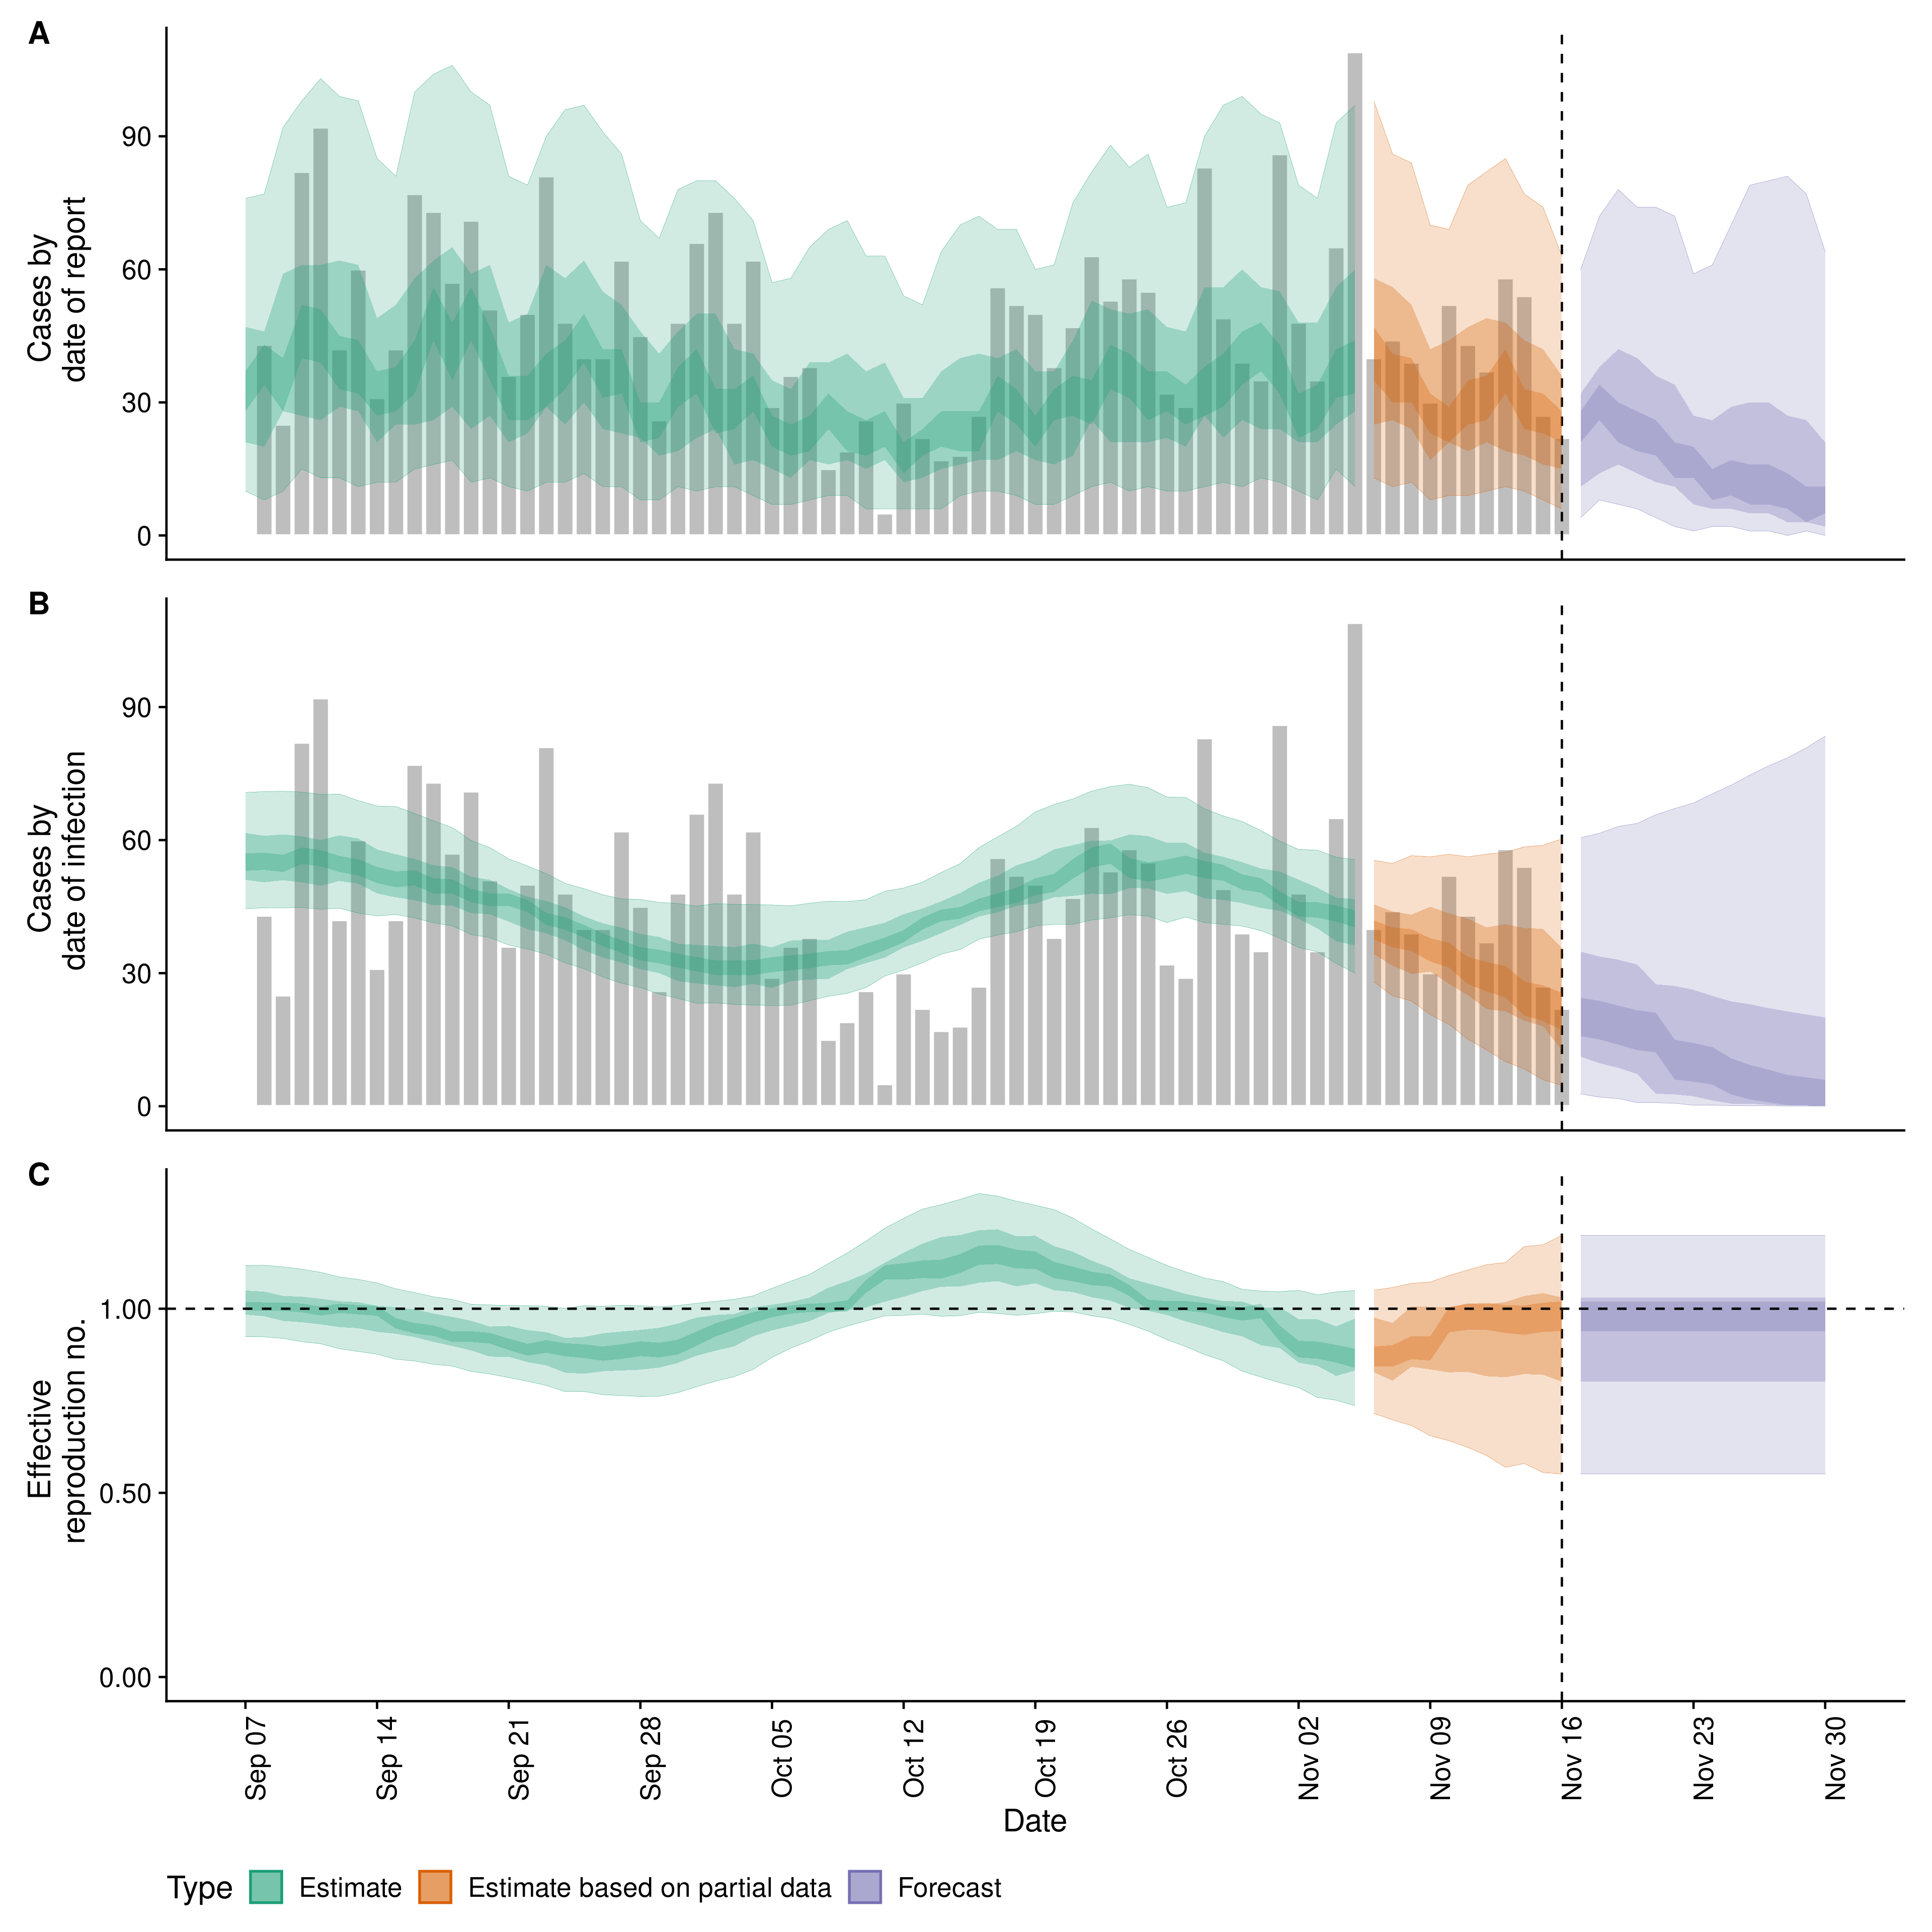 A
Cases by
date of report
90
60
30
0
B
Cases by
date of infection
90
60
30
0
C
Effective
reproduction no.
1.00
0.50
0.00
Sep 07
Sep 14
Sep 21
Sep 28
Oct 05
Oct 12
Oct 19
Oct 26
Nov 02
Nov 09
Nov 16
Nov 23
Nov 30
Date
Type Estimate Estimate based on partial data Forecast